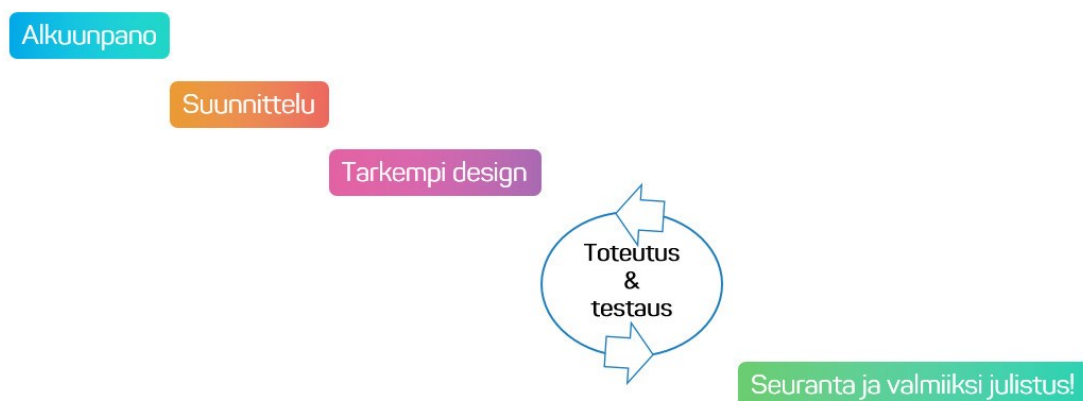 Alkuunpano
Suunnittelu
Tarkempi design
Toteutus
&
testaus
Seuranta ja valmiiksi julistus!